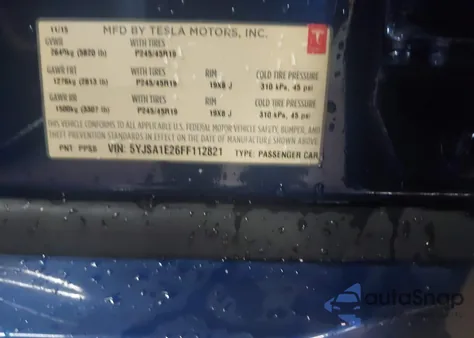 11/15 MFD BY TESLA MOTORS, INC.
GVWR WITH TIRES
2640kg (5820 lb) P245/45R19
GAWR FRT WITH TIRES RIM COLD TIRE PRESSURE
1276kg (2813 lb) P245/45R19 19X8 J 310 kPa, 45 psi
GAWR RR WITH TIRES RIM COLD TIRE PRESSURE
1500kg (3307 lb) P245/45R19 19X8 J 310 kPa, 45 psi
THIS VEHICLE CONFORMS TO ALL APPLICABLE U.S. FEDERAL MOTOR VEHICLE SAFETY, BUMPER, AND
THEFT PREVENTION STANDARDS IN EFFECT ON THE DATE OF MANUFACTURE SHOWN ABOVE.
PNT PPSB VIN: 5YJSA1E26FF112821 TYPE: PASSENGER CAR
autoSnap